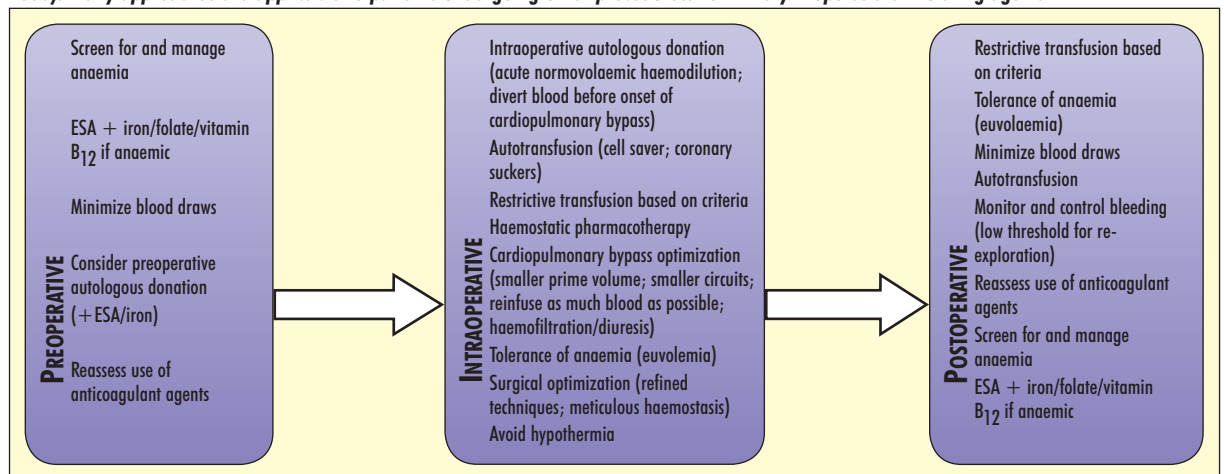 PREOPERATIVE
Screen for and manage
anaemia
ESA + iron/folate/vitamin
B12 if anaemic
Minimize blood draws
Consider preoperative
autologous donation
(+ESA/iron)
Reassess use of
anticoagulant agents
INTRAOPERATIVE
Intraoperative autologous donation
(acute normovolaemic haemodilution;
divert blood before onset of
cardiopulmonary bypass)
Autotransfusion (cell saver; coronary
suckers)
Restrictive transfusion based on criteria
Haemostatic pharmacotherapy
Cardiopulmonary bypass optimization
(smaller prime volume; smaller circuits;
reinfuse as much blood as possible;
haemofiltration/diuresis)
Tolerance of anaemia (euvolemia)
Surgical optimization (refined
techniques; meticulous haemostasis)
Avoid hypothermia
POSTOPERATIVE
Restrictive transfusion based
on criteria
Tolerance of anaemia
(euvolaemia)
Minimize blood draws
Autotransfusion
Monitor and control bleeding
(low threshold for re-
exploration)
Reassess use of anticoagulant
agents
Screen for and manage
anaemia
ESA + iron/folate/vitamin
B12 if anaemic